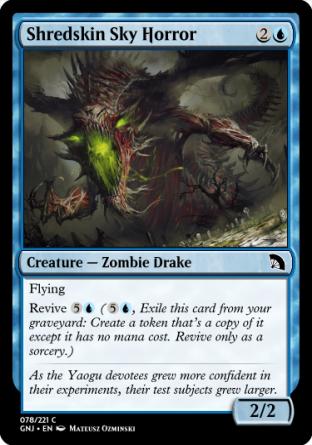 Shredskin Sky Horror 2
Creature — Zombie Drake
Flying
Revive 5 ( 5 , Exile this card from your
graveyard: Create a token that's a copy of it
except it has no mana cost. Revive only as a
sorcery.)
As the Yaogu devotees grew more confident in
their experiments, their test subjects grew larger.
2/2
078/221 C
GNJ • EN Mateusz Ozminski